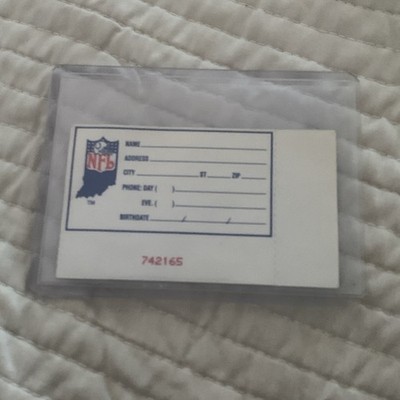 NFL
TM
NAME
ADDRESS
CITY ST ZIP
PHONE: DAY ( )
EVE. ( )
BIRTHDATE / /
742165